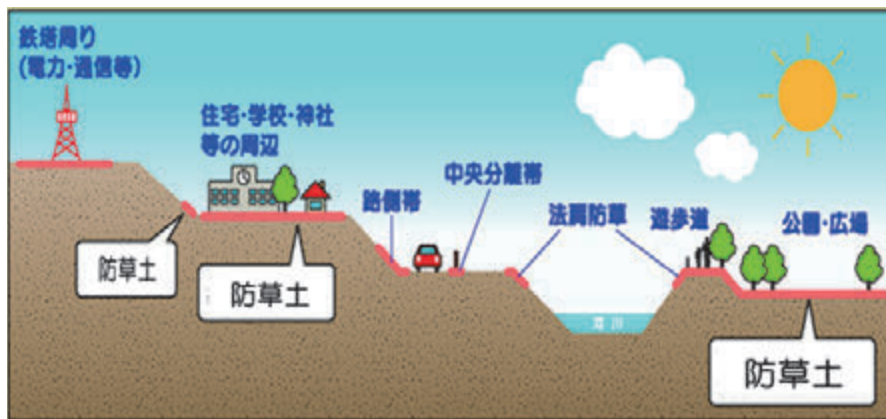 鉄塔周り
(電力・通信等)
住宅・学校・神社
等の周辺
路側帯
中央分離帯
法肩防草
遊歩道
公園・広場
防草土
防草土
防草土